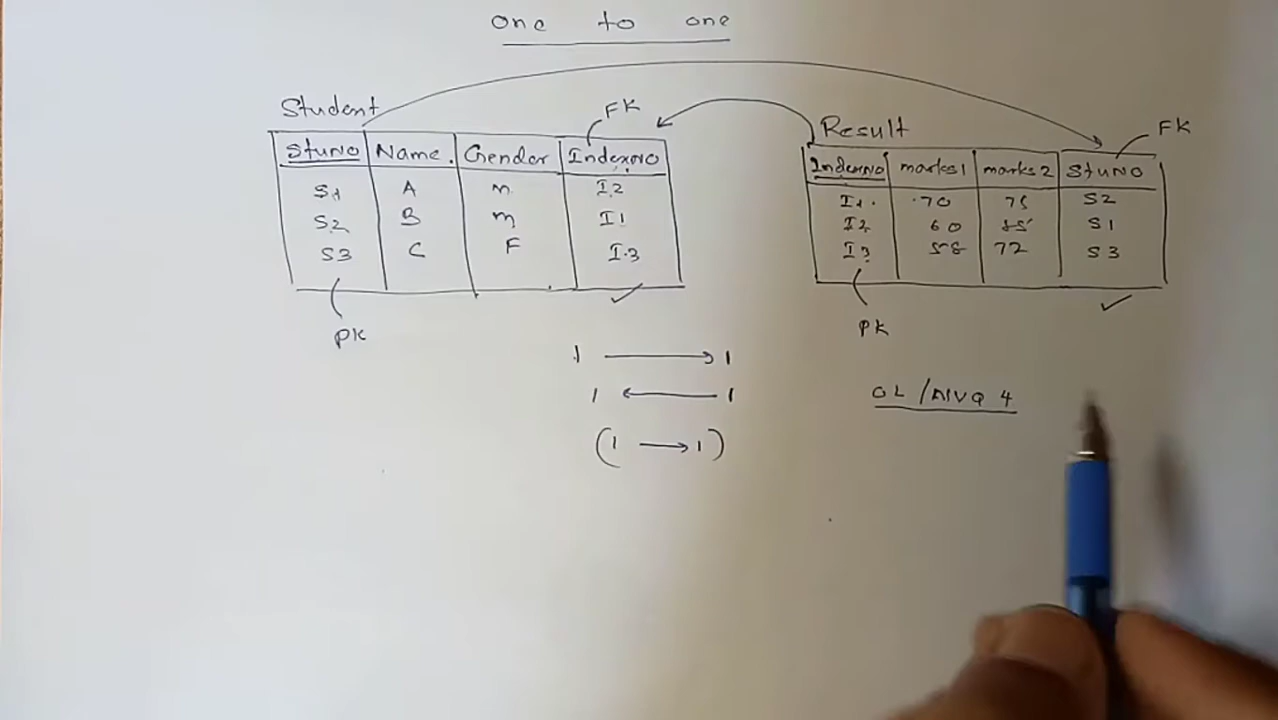 one to one
Student FK Result FK
StuNO Name. Gender IndexNO
S1 A m I2
S2 B m I1
S3 C F I3
PK
IndexNO marks1 marks2 StuNO
I1 70 75 S2
I2 60 S1
I3 58 72 S3
PK
1 → 1
1 ← 1
(1 → 1)
OL / NVQ 4